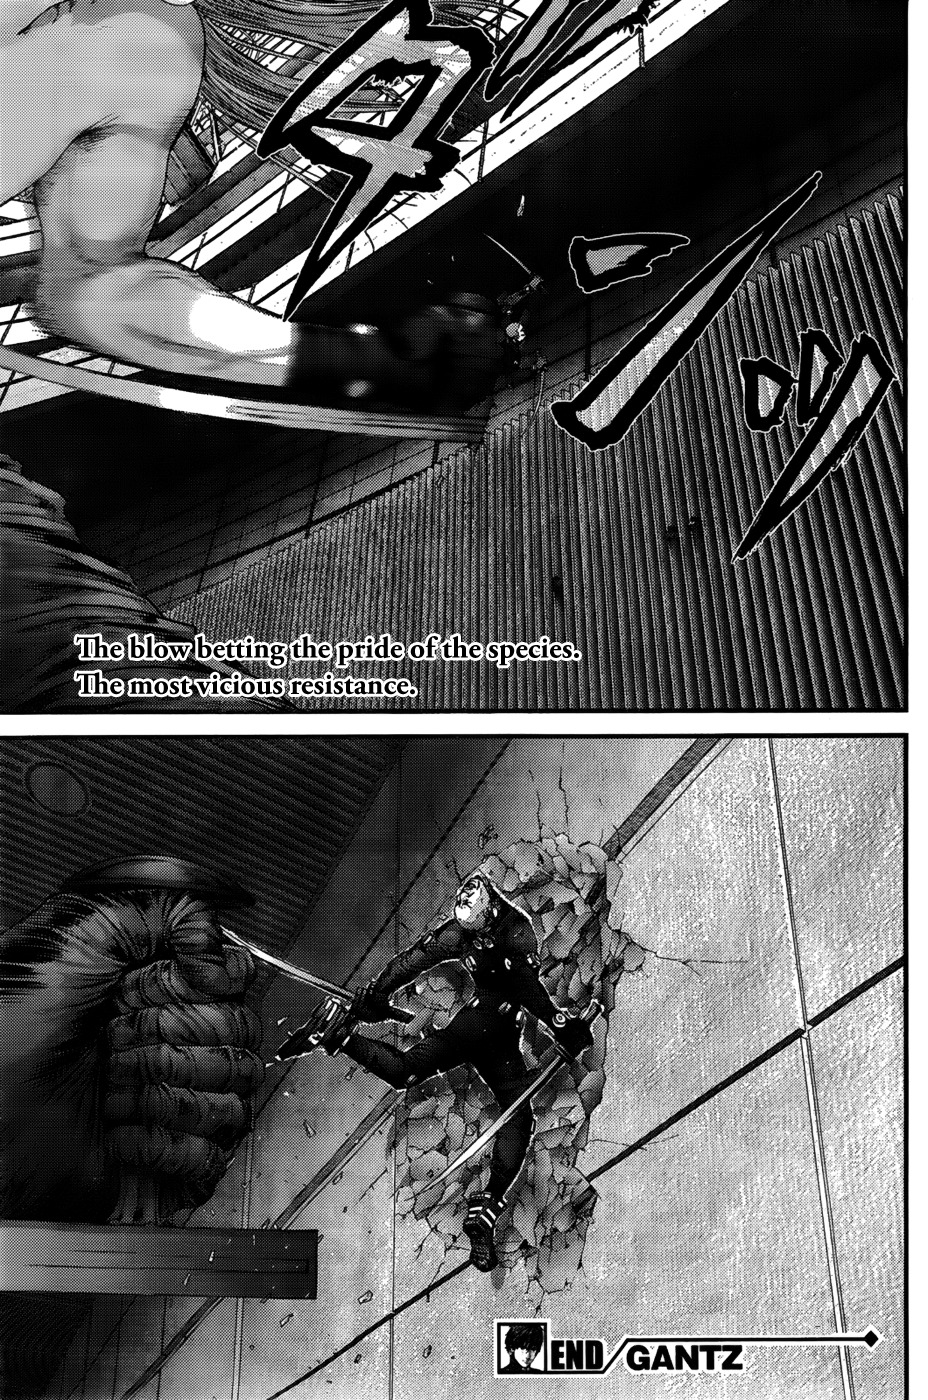 The blow betting the pride of the species.
The most vicious resistance.
END / GANTZ